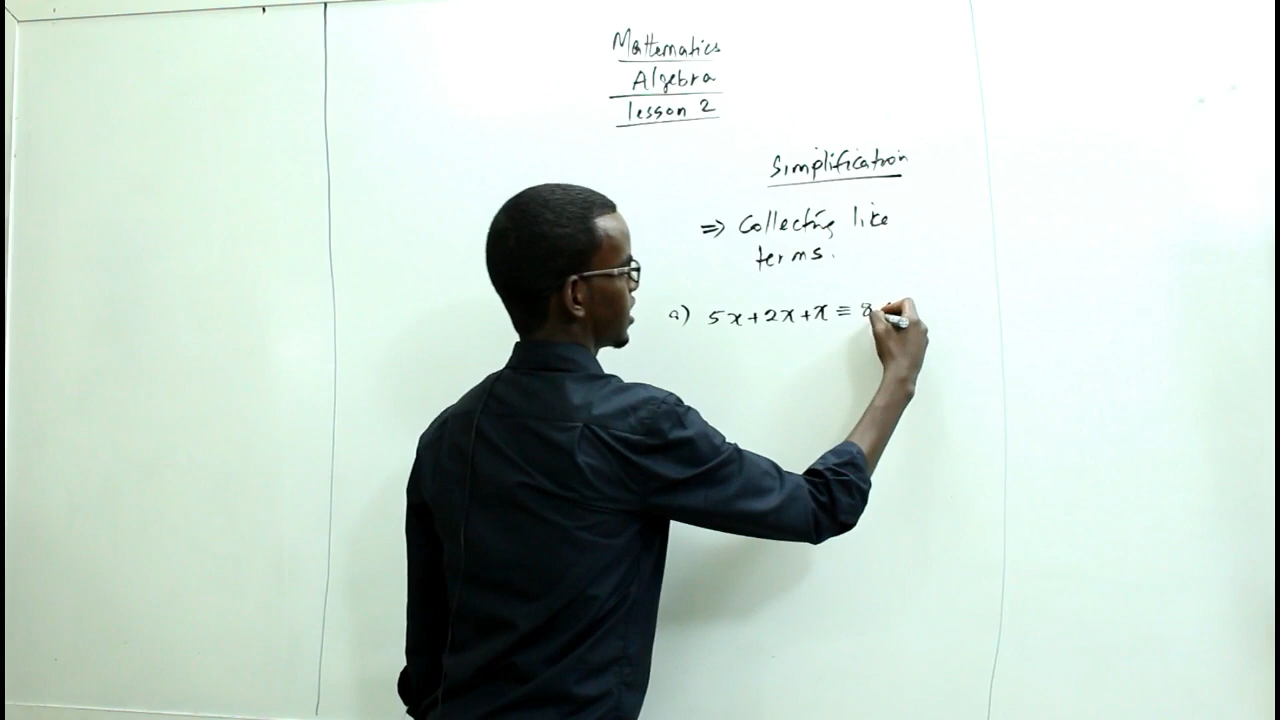 Mathematics
Algebra
lesson 2
Simplification
⇒ Collecting like
terms.
a) 5x+2x+x ≡ 8